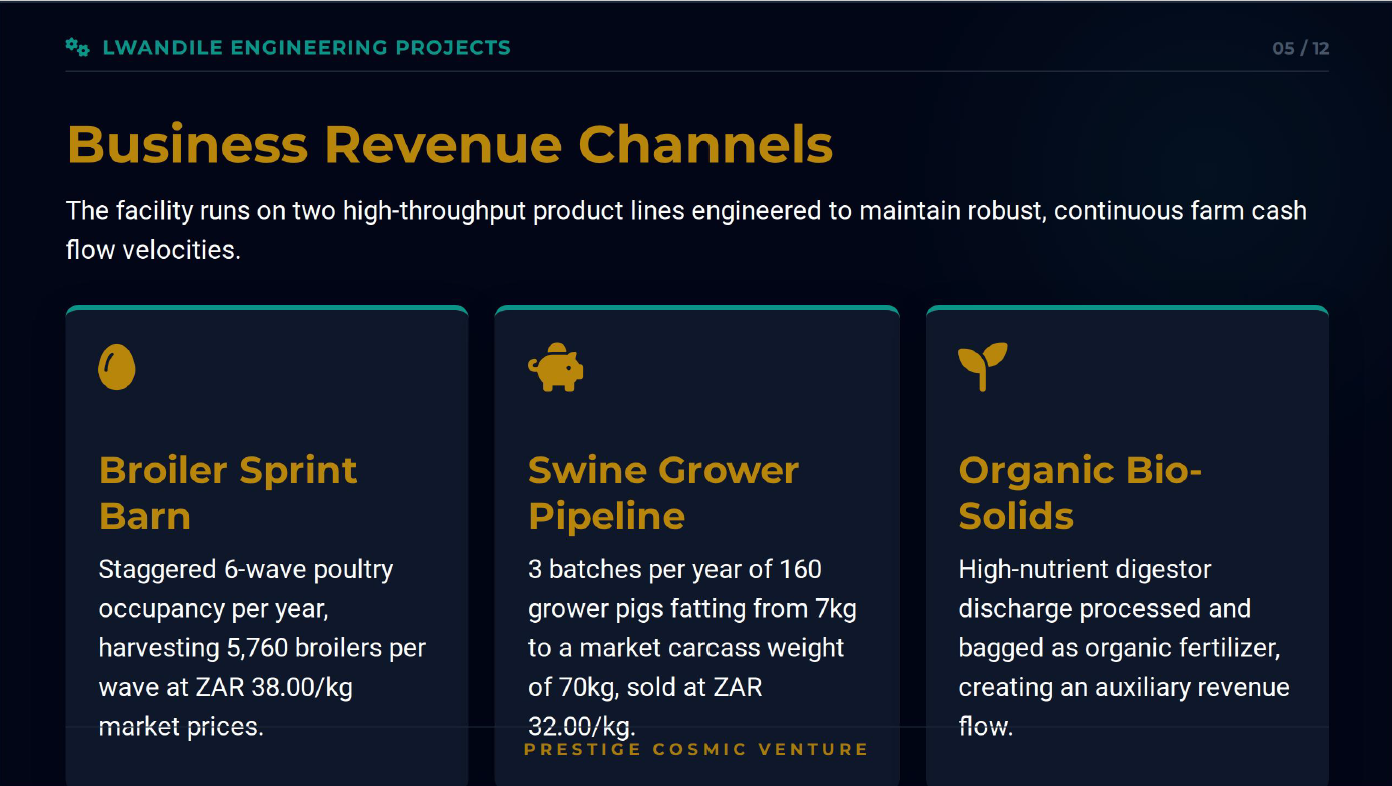 LWANDILE ENGINEERING PROJECTS
05 / 12
Business Revenue Channels
The facility runs on two high-throughput product lines engineered to maintain robust, continuous farm cash
flow velocities.
Broiler Sprint
Barn
Staggered 6-wave poultry
occupancy per year,
harvesting 5,760 broilers per
wave at ZAR 38.00/kg
market prices.
Swine Grower
Pipeline
3 batches per year of 160
grower pigs fatting from 7kg
to a market carcass weight
of 70kg, sold at ZAR
32.00/kg.
Organic Bio-
Solids
High-nutrient digestor
discharge processed and
bagged as organic fertilizer,
creating an auxiliary revenue
flow.
PRESTIGE COSMIC VENTURE